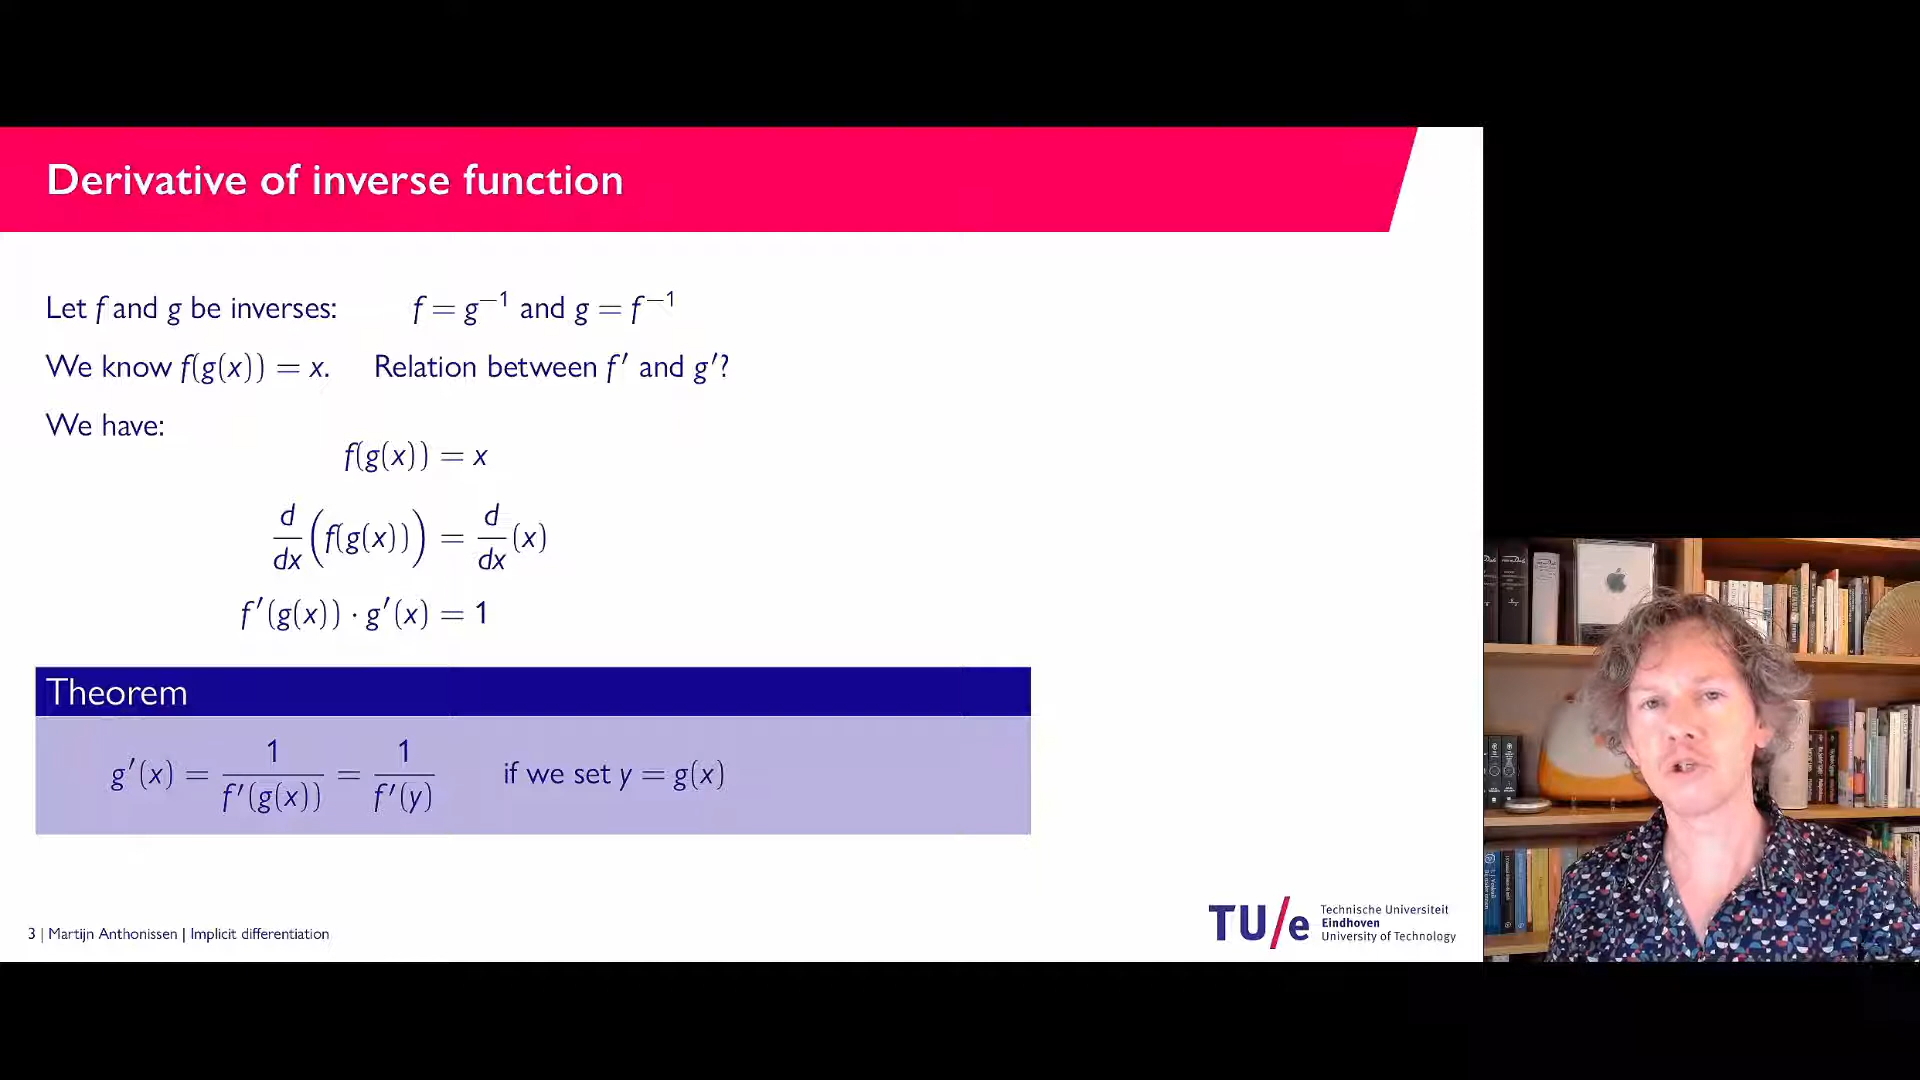 Derivative of inverse function
Let f and g be inverses: f = g⁻¹ and g = f⁻¹
We know f(g(x)) = x. Relation between f′ and g′?
We have:
f(g(x)) = x
d/dx (f(g(x))) = d/dx (x)
f′(g(x)) · g′(x) = 1
Theorem
g′(x) = 1/f′(g(x)) = 1/f′(y) if we set y = g(x)
3 | Martijn Anthonissen | Implicit differentiation
TU/e
Technische Universiteit
Eindhoven
University of Technology